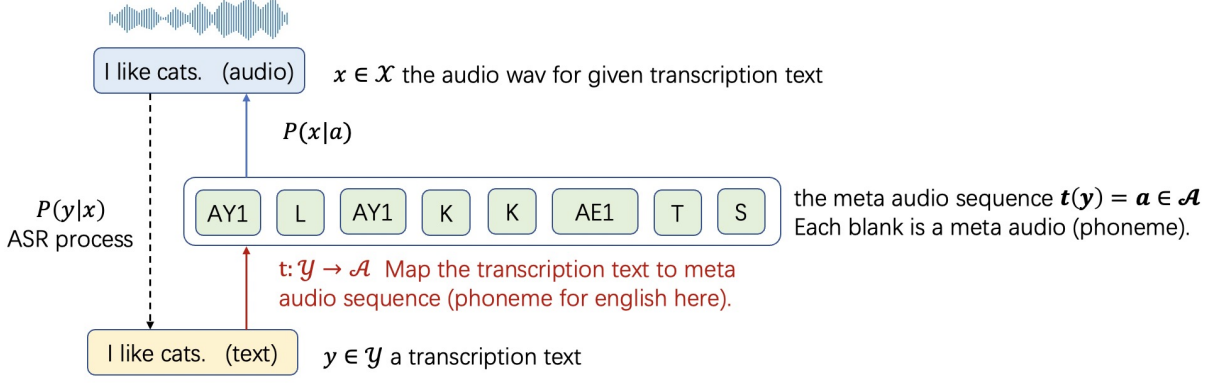 I like cats. (audio)
𝒙 ∈ 𝒳 the audio wav for given transcription text
P(x|a)
AY1 L AY1 K K AE1 T S
the meta audio sequence 𝒕(𝒚) = 𝒂 ∈ 𝓐
Each blank is a meta audio (phoneme).
P(y|x)
ASR process
t: 𝒴 → 𝒜 Map the transcription text to meta
audio sequence (phoneme for english here).
I like cats. (text)
𝒚 ∈ 𝒴 a transcription text